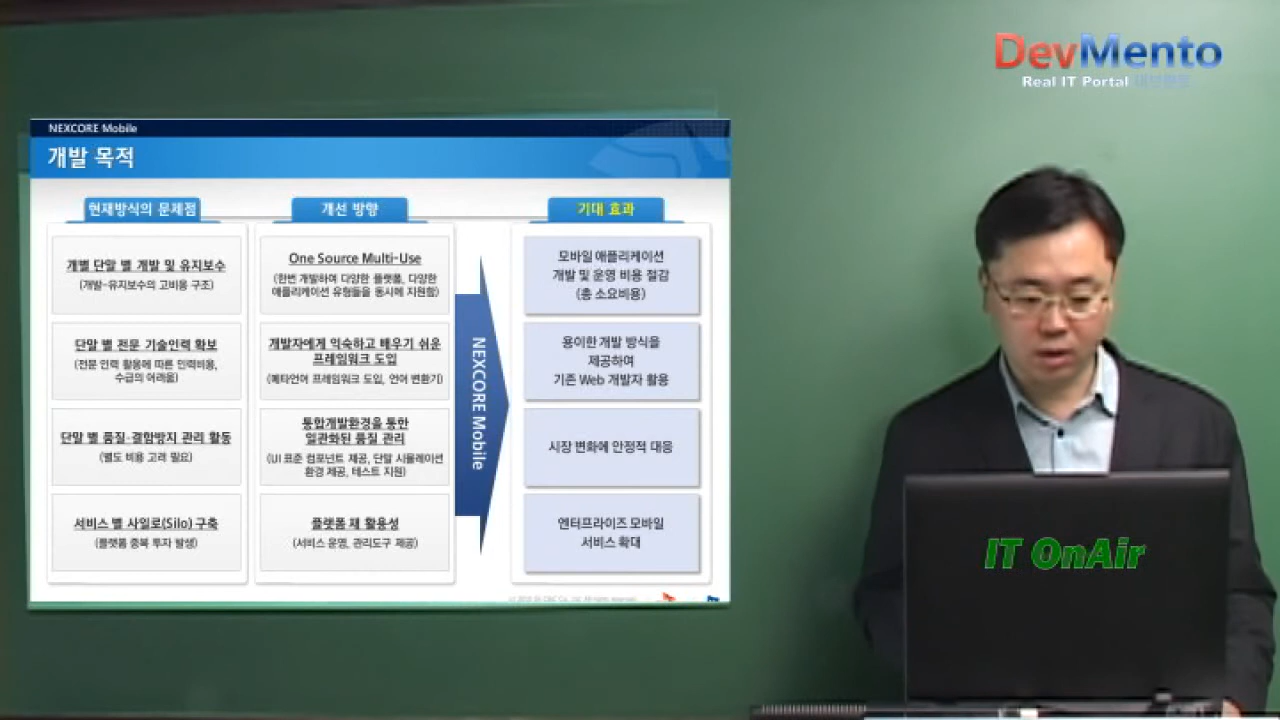 DevMento
Real IT Portal 데브멘토
NEXCORE Mobile
개발 목적
현재방식의 문제점
개별 단말 별 개발 및 유지보수
(개발-유지보수의 고비용 구조)
단말 별 전문 기술인력 확보
(전문 인력 활용에 따른 인력비용,
수급의 어려움)
단말 별 품질·결함방지 관리 활동
(별도 비용 고려 필요)
서비스 별 사일로(Silo) 구축
(플랫폼 중복 투자 발생)
개선 방향
One Source Multi-Use
(한번 개발하여 다양한 플랫폼, 다양한
애플리케이션 유형들을 동시에 지원함)
개발자에게 익숙하고 배우기 쉬운
프레임워크 도입
(메타언어 프레임워크 도입, 언어 변환기)
통합개발환경을 통한
일관화된 품질 관리
(UI 표준 컴포넌트 제공, 단말 시뮬레이션
환경 제공, 테스트 지원)
플랫폼 재 활용성
(서비스 운영, 관리도구 제공)
NEXCORE Mobile
기대 효과
모바일 애플리케이션
개발 및 운영 비용 절감
(총 소요비용)
용이한 개발 방식을
제공하여
기존 Web 개발자 활용
시장 변화에 안정적 대응
엔터프라이즈 모바일
서비스 확대
IT OnAir